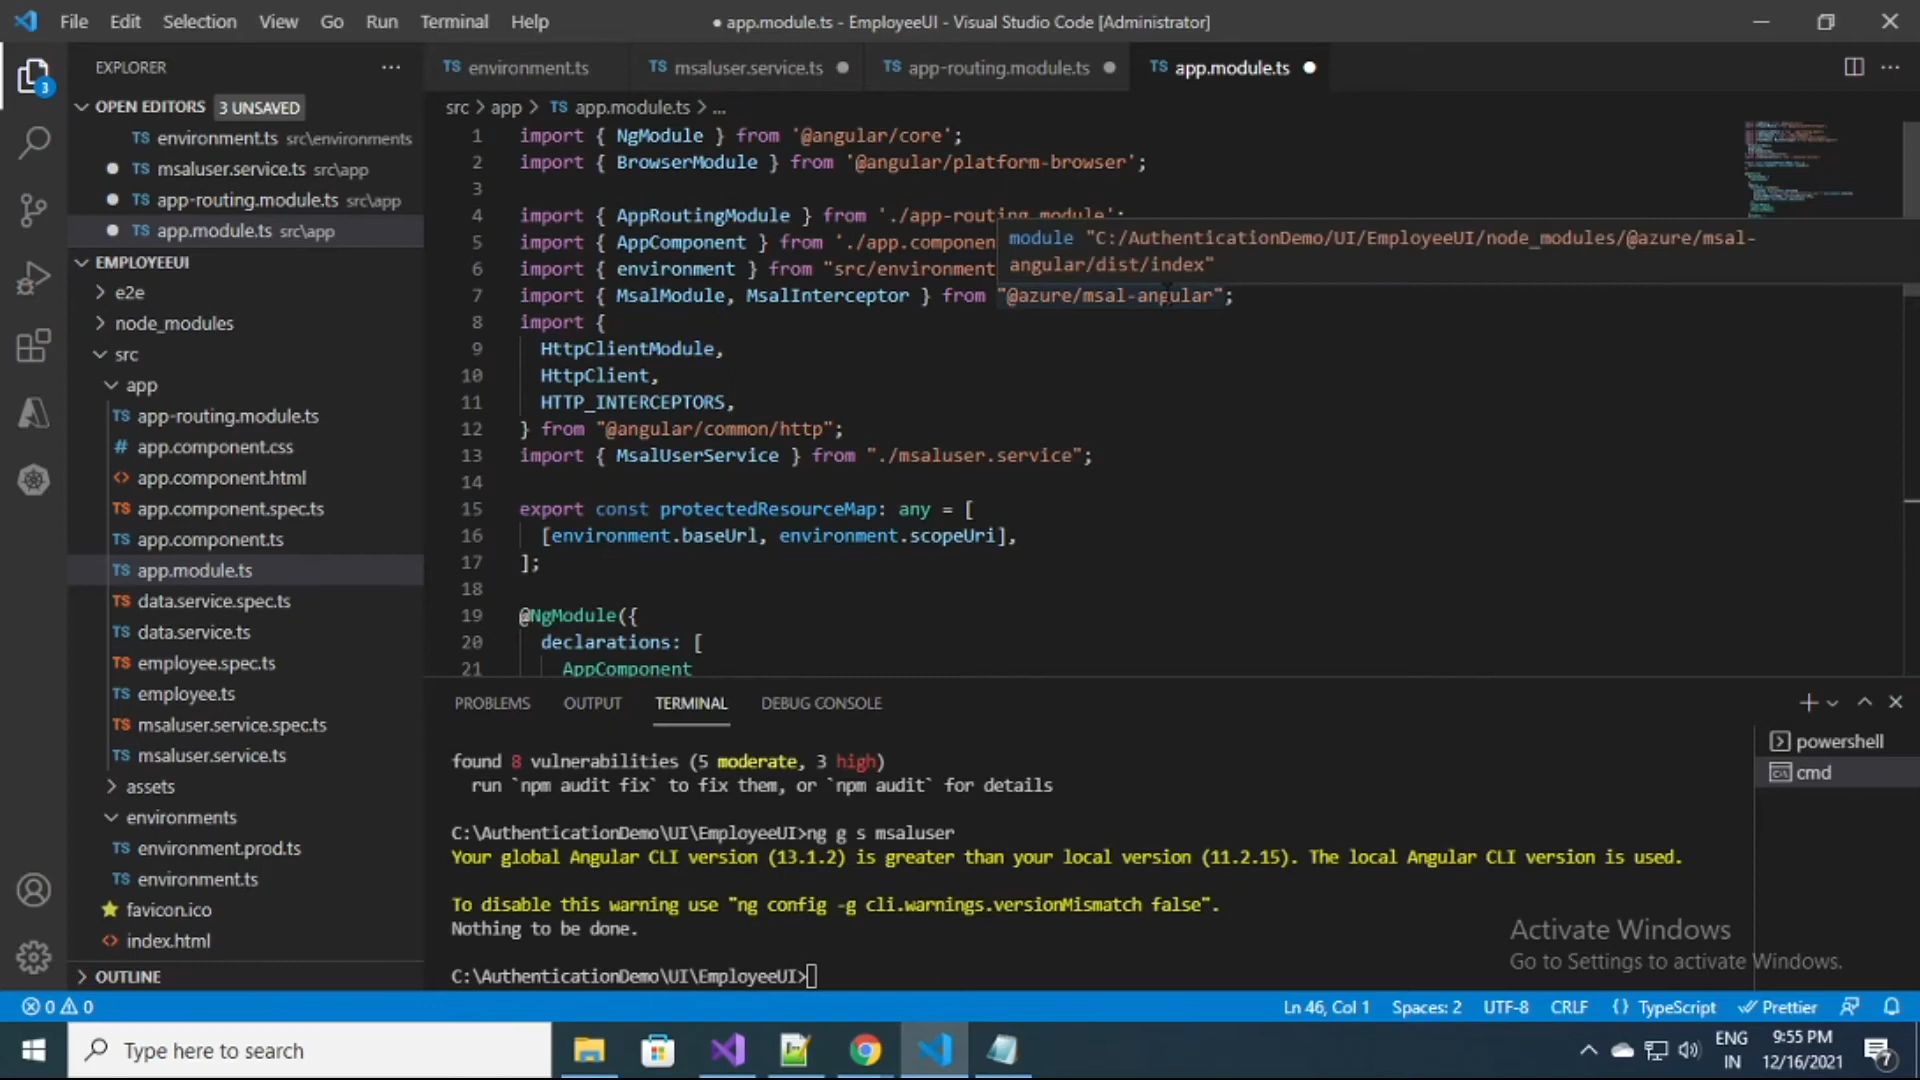 File Edit Selection View Go Run Terminal Help
● app.module.ts - EmployeeUI - Visual Studio Code [Administrator]
EXPLORER
3
OPEN EDITORS 3 UNSAVED
TS environment.ts src\environments
TS msaluser.service.ts src\app
TS app-routing.module.ts src\app
TS app.module.ts src\app
EMPLOYEEUI
e2e
node_modules
src
app
TS app-routing.module.ts
# app.component.css
<> app.component.html
TS app.component.spec.ts
TS app.component.ts
TS app.module.ts
TS data.service.spec.ts
TS data.service.ts
TS employee.spec.ts
TS employee.ts
TS msaluser.service.spec.ts
TS msaluser.service.ts
assets
environments
TS environment.prod.ts
TS environment.ts
favicon.ico
<> index.html
OUTLINE
TS environment.ts TS msaluser.service.ts TS app-routing.module.ts TS app.module.ts
src > app > TS app.module.ts > ...
1 import { NgModule } from '@angular/core';
2 import { BrowserModule } from '@angular/platform-browser';
3
4 import { AppRoutingModule } from './app-routing.module';
5 import { AppComponent } from './app.componen
6 import { environment } from "src/environment
7 import { MsalModule, MsalInterceptor } from "@azure/msal-angular";
module "C:/AuthenticationDemo/UI/EmployeeUI/node_modules/@azure/msal-
angular/dist/index"
8 import {
9 HttpClientModule,
10 HttpClient,
11 HTTP_INTERCEPTORS,
12 } from "@angular/common/http";
13 import { MsalUserService } from "./msaluser.service";
14
15 export const protectedResourceMap: any = [
16 [environment.baseUrl, environment.scopeUri],
17 ];
18
19 @NgModule({
20 declarations: [
21 AppComponent
PROBLEMS OUTPUT TERMINAL DEBUG CONSOLE
powershell
cmd
found 8 vulnerabilities (5 moderate, 3 high)
run `npm audit fix` to fix them, or `npm audit` for details
C:\AuthenticationDemo\UI\EmployeeUI>ng g s msaluser
Your global Angular CLI version (13.1.2) is greater than your local version (11.2.15). The local Angular CLI version is used.
To disable this warning use "ng config -g cli.warnings.versionMismatch false".
Nothing to be done.
C:\AuthenticationDemo\UI\EmployeeUI>
Activate Windows
Go to Settings to activate Windows.
0 0 Ln 46, Col 1 Spaces: 2 UTF-8 CRLF {} TypeScript Prettier
Type here to search
ENG
IN
9:55 PM
12/16/2021
7